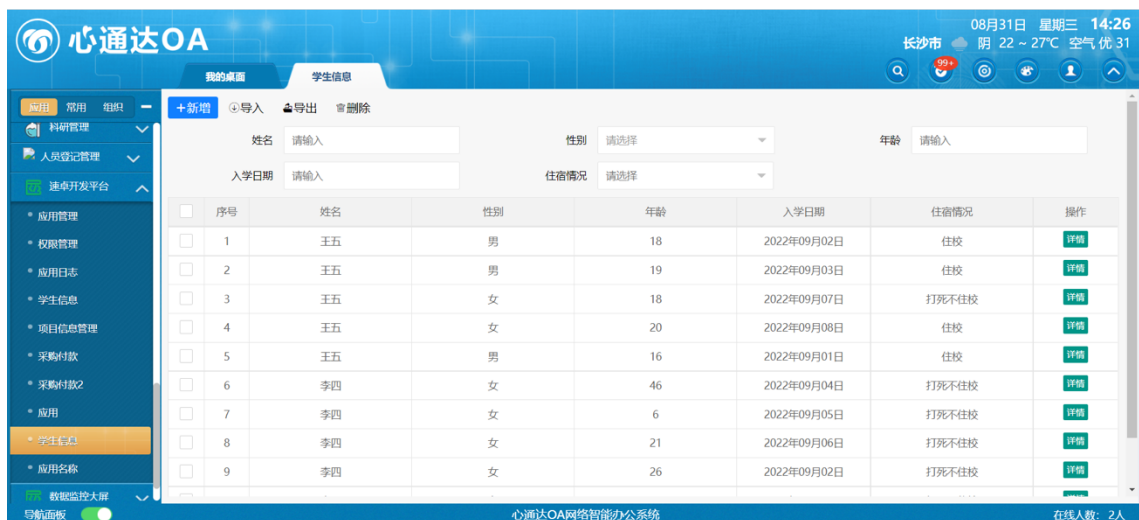 08月31日 星期三 14:26
心通达OA
长沙市 阴 22 ~ 27℃ 空气 优 31
我的桌面 学生信息
99+
应用 常用 组织
+新增 导入 导出 删除
科研管理
姓名 请输入 性别 请选择 年龄 请输入
人员登记管理
入学日期 请输入 住宿情况 请选择
速卓开发平台
序号 姓名 性别 年龄 入学日期 住宿情况 操作
应用管理
1 王五 男 18 2022年09月02日 住校 详情
权限管理
2 王五 男 19 2022年09月03日 住校 详情
应用日志
3 王五 女 18 2022年09月07日 打死不住校 详情
学生信息
4 王五 女 20 2022年09月08日 住校 详情
项目信息管理
5 王五 男 16 2022年09月01日 住校 详情
采购付款
6 李四 女 46 2022年09月04日 打死不住校 详情
采购付款2
7 李四 女 6 2022年09月05日 打死不住校 详情
应用
8 李四 女 21 2022年09月06日 打死不住校 详情
学生信息
9 李四 女 26 2022年09月02日 打死不住校 详情
应用名称
数据监控大屏
导航面板 心通达OA网络智能办公系统 在线人数: 2人